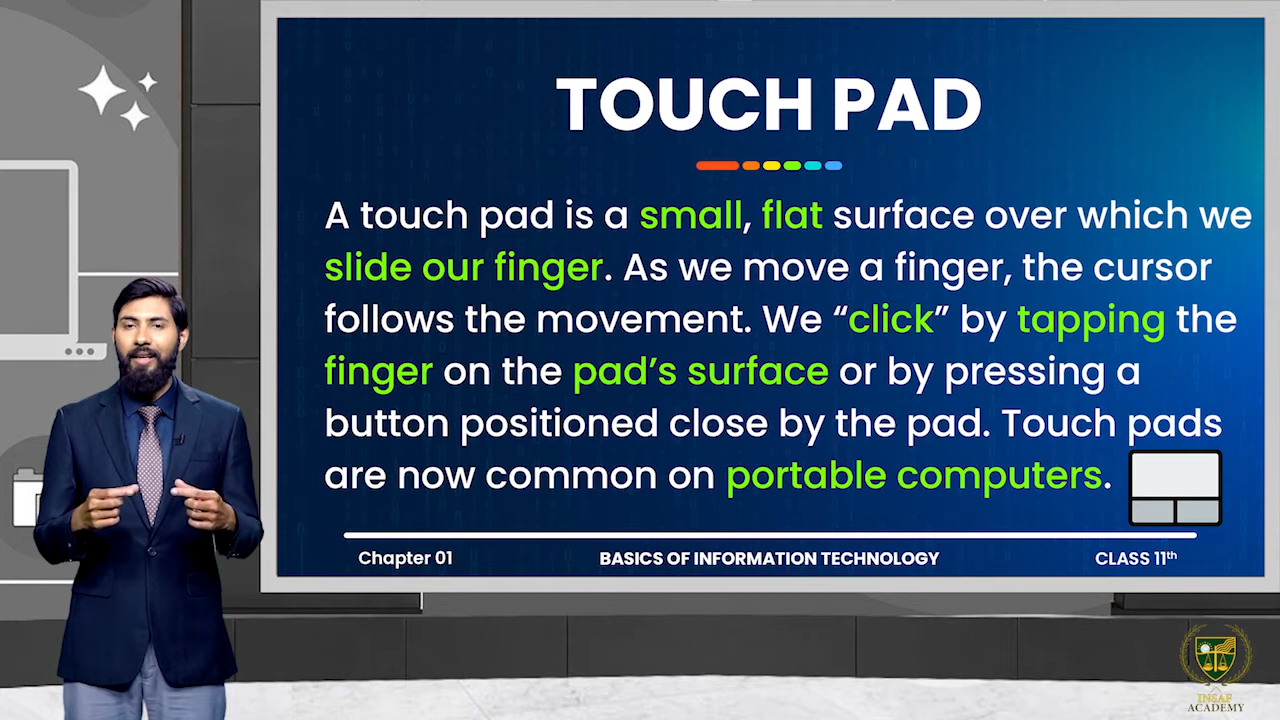 TOUCH PAD
A touch pad is a small, flat surface over which we
slide our finger. As we move a finger, the cursor
follows the movement. We “click” by tapping the
finger on the pad’s surface or by pressing a
button positioned close by the pad. Touch pads
are now common on portable computers.
Chapter 01 BASICS OF INFORMATION TECHNOLOGY CLASS 11th
INSAF
ACADEMY